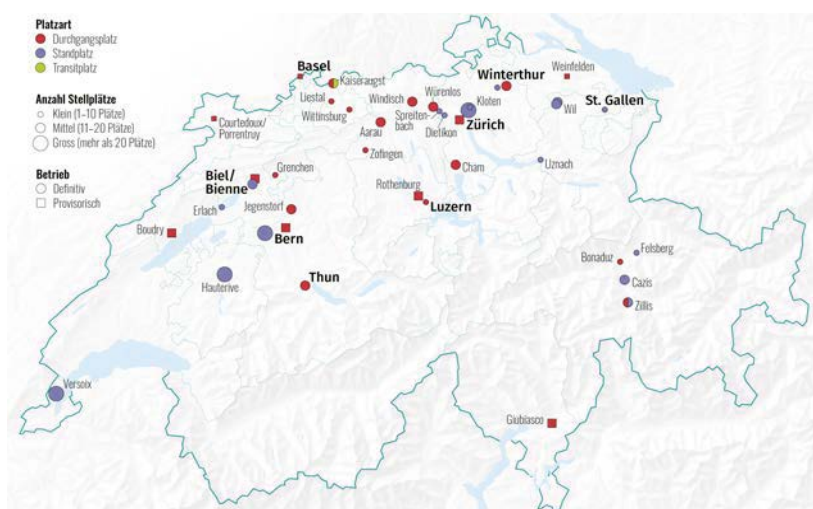 Platzart
Durchgangsplatz
Standplatz
Transitplatz
Anzahl Stellplätze
Klein (1–10 Plätze)
Mittel (11–20 Plätze)
Gross (mehr als 20 Plätze)
Betrieb
Definitiv
Provisorisch
Basel
Kaiseraugst
Liestal
Wittinsburg
Windisch
Würenlos
Winterthur
Weinfelden
Kloten
Spreiten-
bach
Dietikon
Zürich
Wil
St. Gallen
Courtedoux/
Porrentruy
Aarau
Zofingen
Cham
Uznach
Biel/
Bienne
Grenchen
Rothenburg
Luzern
Erlach
Jegenstorf
Boudry
Bern
Hauterive
Thun
Bonaduz
Felsberg
Cazis
Zillis
Versoix
Giubiasco